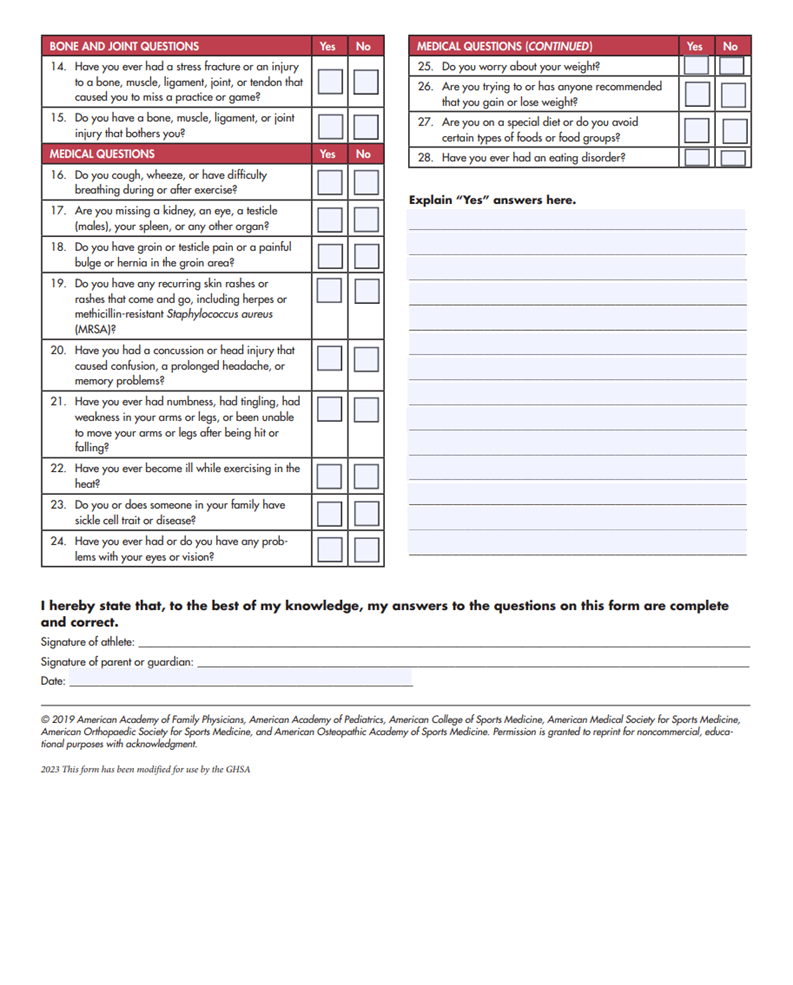 BONE AND JOINT QUESTIONS Yes No
14. Have you ever had a stress fracture or an injury
to a bone, muscle, ligament, joint, or tendon that
caused you to miss a practice or game?
15. Do you have a bone, muscle, ligament, or joint
injury that bothers you?
MEDICAL QUESTIONS Yes No
16. Do you cough, wheeze, or have difficulty
breathing during or after exercise?
17. Are you missing a kidney, an eye, a testicle
(males), your spleen, or any other organ?
18. Do you have groin or testicle pain or a painful
bulge or hernia in the groin area?
19. Do you have any recurring skin rashes or
rashes that come and go, including herpes or
methicillin-resistant Staphylococcus aureus
(MRSA)?
20. Have you had a concussion or head injury that
caused confusion, a prolonged headache, or
memory problems?
21. Have you ever had numbness, had tingling, had
weakness in your arms or legs, or been unable
to move your arms or legs after being hit or
falling?
22. Have you ever become ill while exercising in the
heat?
23. Do you or does someone in your family have
sickle cell trait or disease?
24. Have you ever had or do you have any prob-
lems with your eyes or vision?
MEDICAL QUESTIONS (CONTINUED) Yes No
25. Do you worry about your weight?
26. Are you trying to or has anyone recommended
that you gain or lose weight?
27. Are you on a special diet or do you avoid
certain types of foods or food groups?
28. Have you ever had an eating disorder?
Explain “Yes” answers here.
I hereby state that, to the best of my knowledge, my answers to the questions on this form are complete
and correct.
Signature of athlete:
Signature of parent or guardian:
Date:
© 2019 American Academy of Family Physicians, American Academy of Pediatrics, American College of Sports Medicine, American Medical Society for Sports Medicine,
American Orthopaedic Society for Sports Medicine, and American Osteopathic Academy of Sports Medicine. Permission is granted to reprint for noncommercial, educa-
tional purposes with acknowledgment.
2023 This form has been modified for use by the GHSA